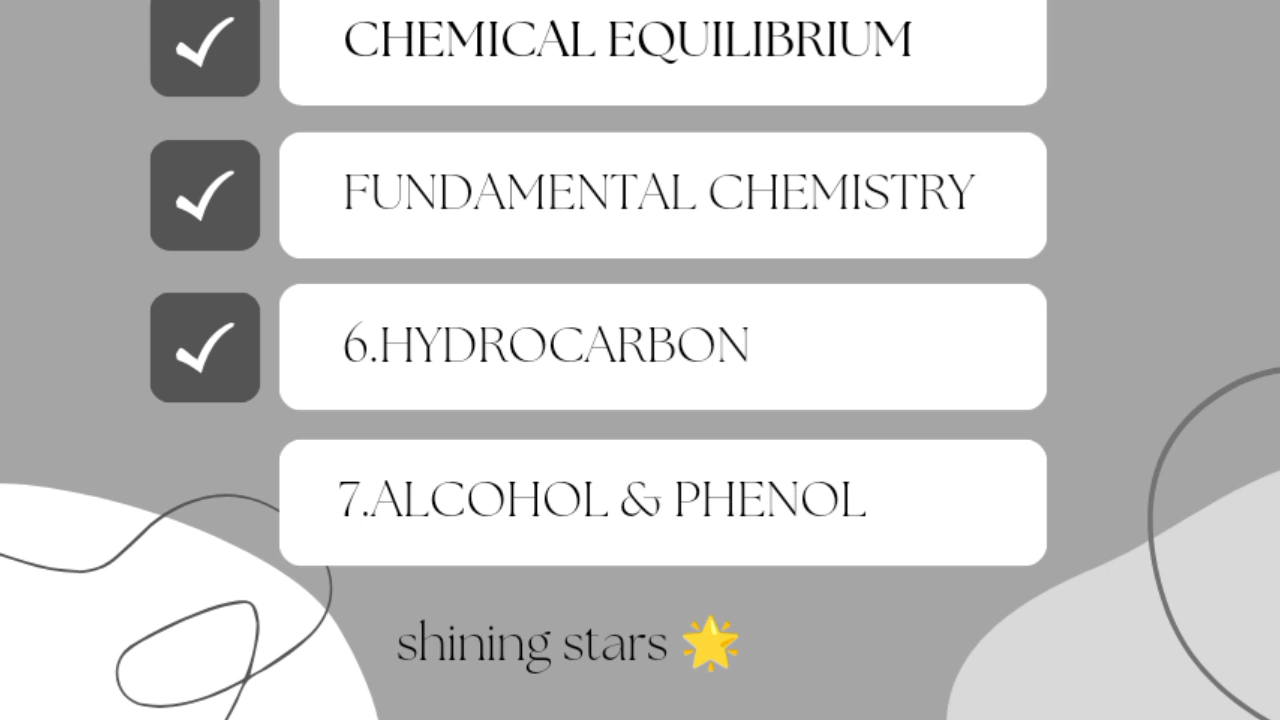 CHEMICAL EQUILIBRIUM
FUNDAMENTAL CHEMISTRY
6.HYDROCARBON
7.ALCOHOL & PHENOL
shining stars 🌟